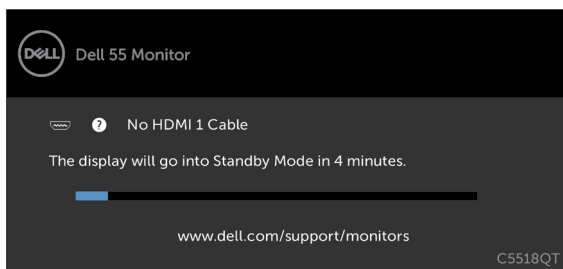 DELL Dell 55 Monitor
? No HDMI 1 Cable
The display will go into Standby Mode in 4 minutes.
www.dell.com/support/monitors
C5518QT